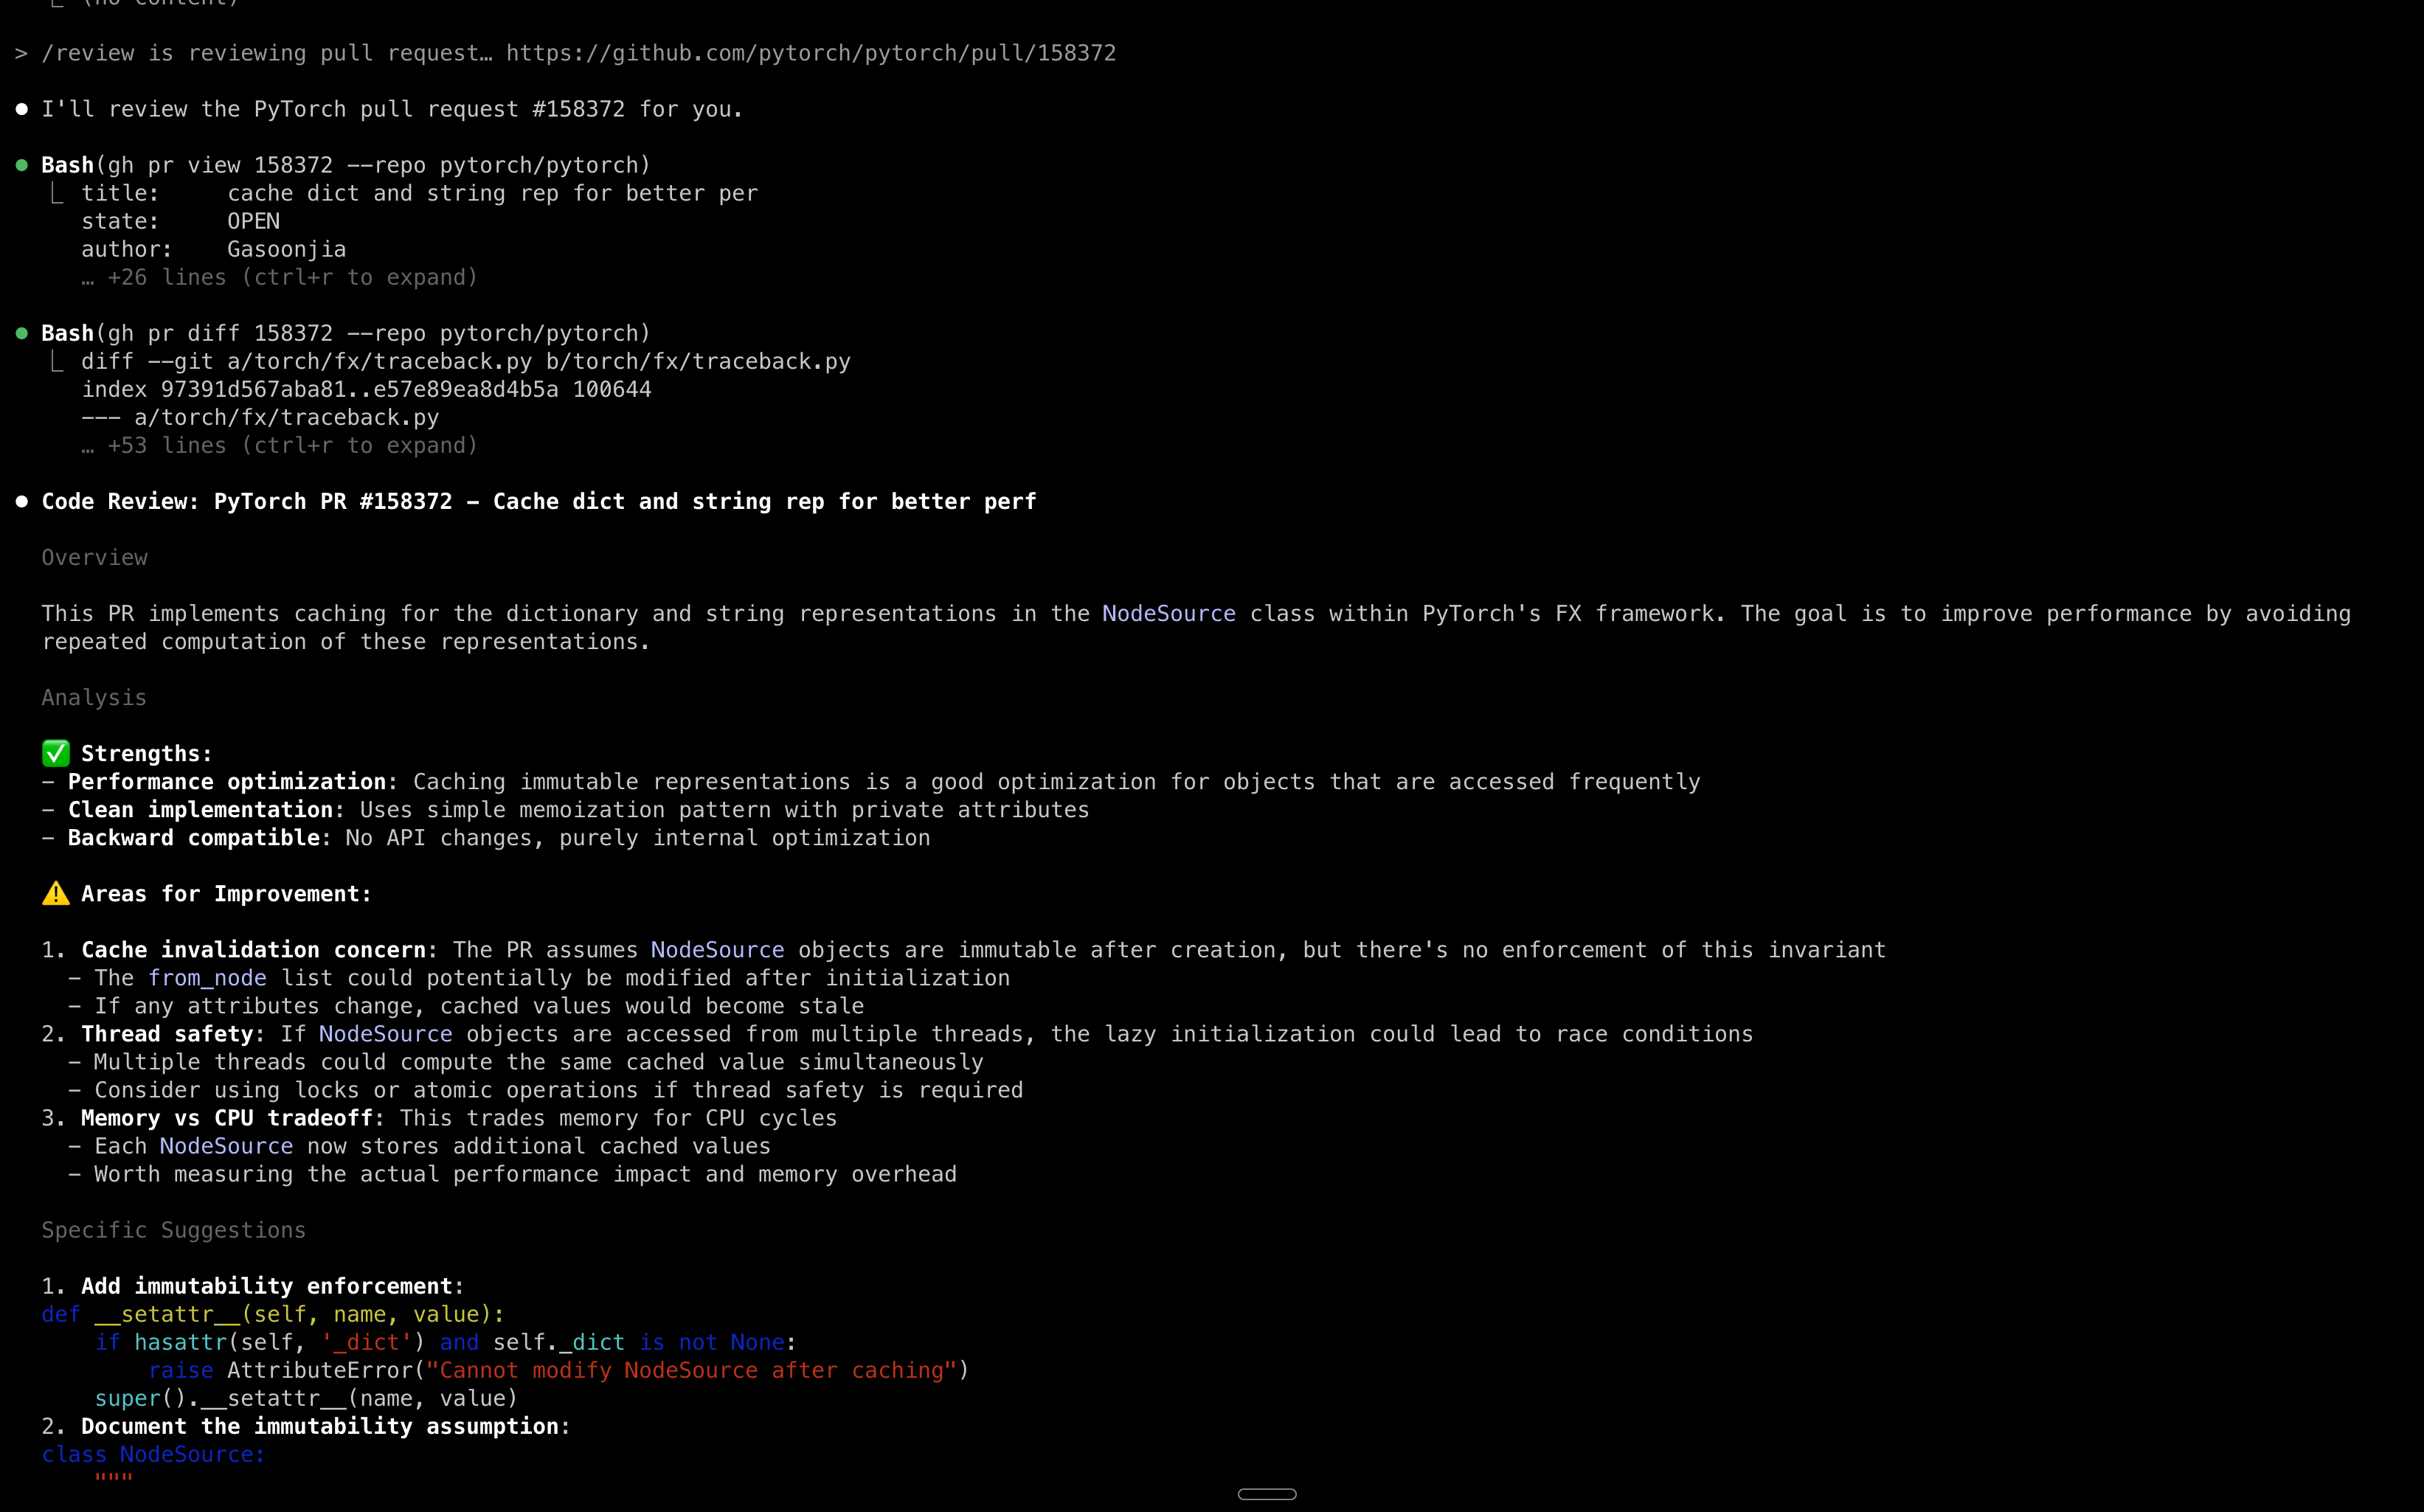 ⎿ (no content)
> /review is reviewing pull request… https://github.com/pytorch/pytorch/pull/158372
● I'll review the PyTorch pull request #158372 for you.
● Bash(gh pr view 158372 --repo pytorch/pytorch)
⎿ title:     cache dict and string rep for better per
state:     OPEN
author:    Gasoonjia
… +26 lines (ctrl+r to expand)
● Bash(gh pr diff 158372 --repo pytorch/pytorch)
⎿ diff --git a/torch/fx/traceback.py b/torch/fx/traceback.py
index 97391d567aba81..e57e89ea8d4b5a 100644
--- a/torch/fx/traceback.py
… +53 lines (ctrl+r to expand)
● Code Review: PyTorch PR #158372 - Cache dict and string rep for better perf
Overview
This PR implements caching for the dictionary and string representations in the NodeSource class within PyTorch's FX framework. The goal is to improve performance by avoiding
repeated computation of these representations.
Analysis
✅ Strengths:
- Performance optimization: Caching immutable representations is a good optimization for objects that are accessed frequently
- Clean implementation: Uses simple memoization pattern with private attributes
- Backward compatible: No API changes, purely internal optimization
⚠️ Areas for Improvement:
1. Cache invalidation concern: The PR assumes NodeSource objects are immutable after creation, but there's no enforcement of this invariant
- The from_node list could potentially be modified after initialization
- If any attributes change, cached values would become stale
2. Thread safety: If NodeSource objects are accessed from multiple threads, the lazy initialization could lead to race conditions
- Multiple threads could compute the same cached value simultaneously
- Consider using locks or atomic operations if thread safety is required
3. Memory vs CPU tradeoff: This trades memory for CPU cycles
- Each NodeSource now stores additional cached values
- Worth measuring the actual performance impact and memory overhead
Specific Suggestions
1. Add immutability enforcement:
def __setattr__(self, name, value):
    if hasattr(self, '_dict') and self._dict is not None:
        raise AttributeError("Cannot modify NodeSource after caching")
    super().__setattr__(name, value)
2. Document the immutability assumption:
class NodeSource:
    """